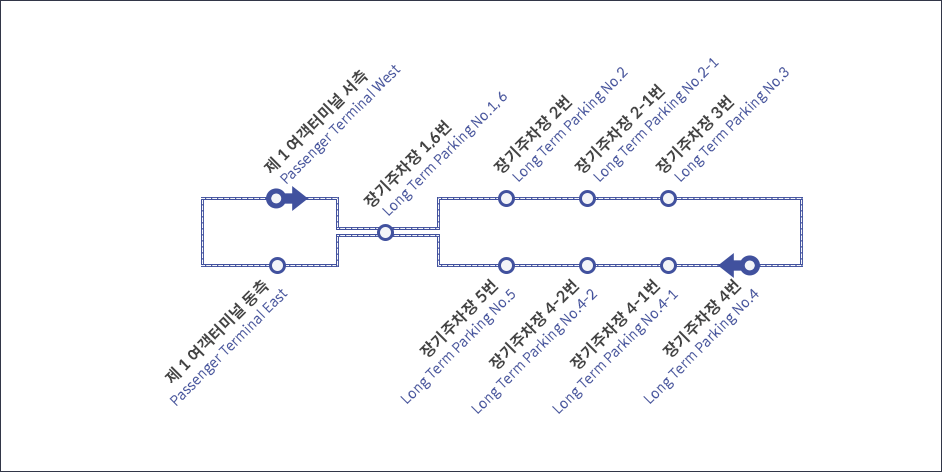 제 1 여객터미널 서측
Passenger Terminal West
장기주차장 1,6번
Long Term Parking No.1, 6
장기주차장 2번
Long Term Parking No.2
장기주차장 2-1번
Long Term Parking No.2-1
장기주차장 3번
Long Term Parking No.3
제 1 여객터미널 동측
Passenger Terminal East
장기주차장 5번
Long Term Parking No.5
장기주차장 4-2번
Long Term Parking No.4-2
장기주차장 4-1번
Long Term Parking No.4-1
장기주차장 4번
Long Term Parking No.4